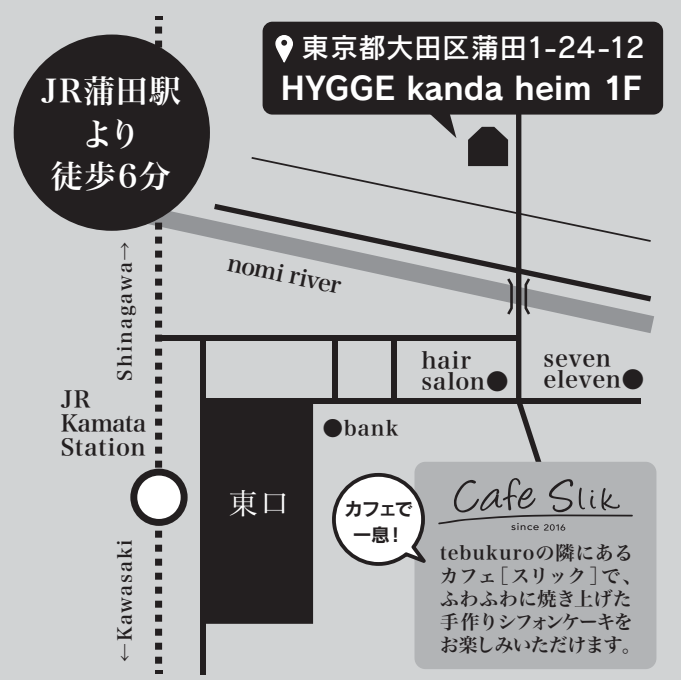 東京都大田区蒲田1-24-12
HYGGE kanda heim 1F
JR蒲田駅
より
徒歩6分
nomi river
Shinagawa→
hair
salon
seven
eleven
JR
Kamata
Station
bank
東口
カフェで
一息!
Cafe Slik
since 2016
tebukuroの隣にある
カフェ[スリック]で、
ふわふわに焼き上げた
手作りシフォンケーキを
お楽しみいただけます。
←Kawasaki